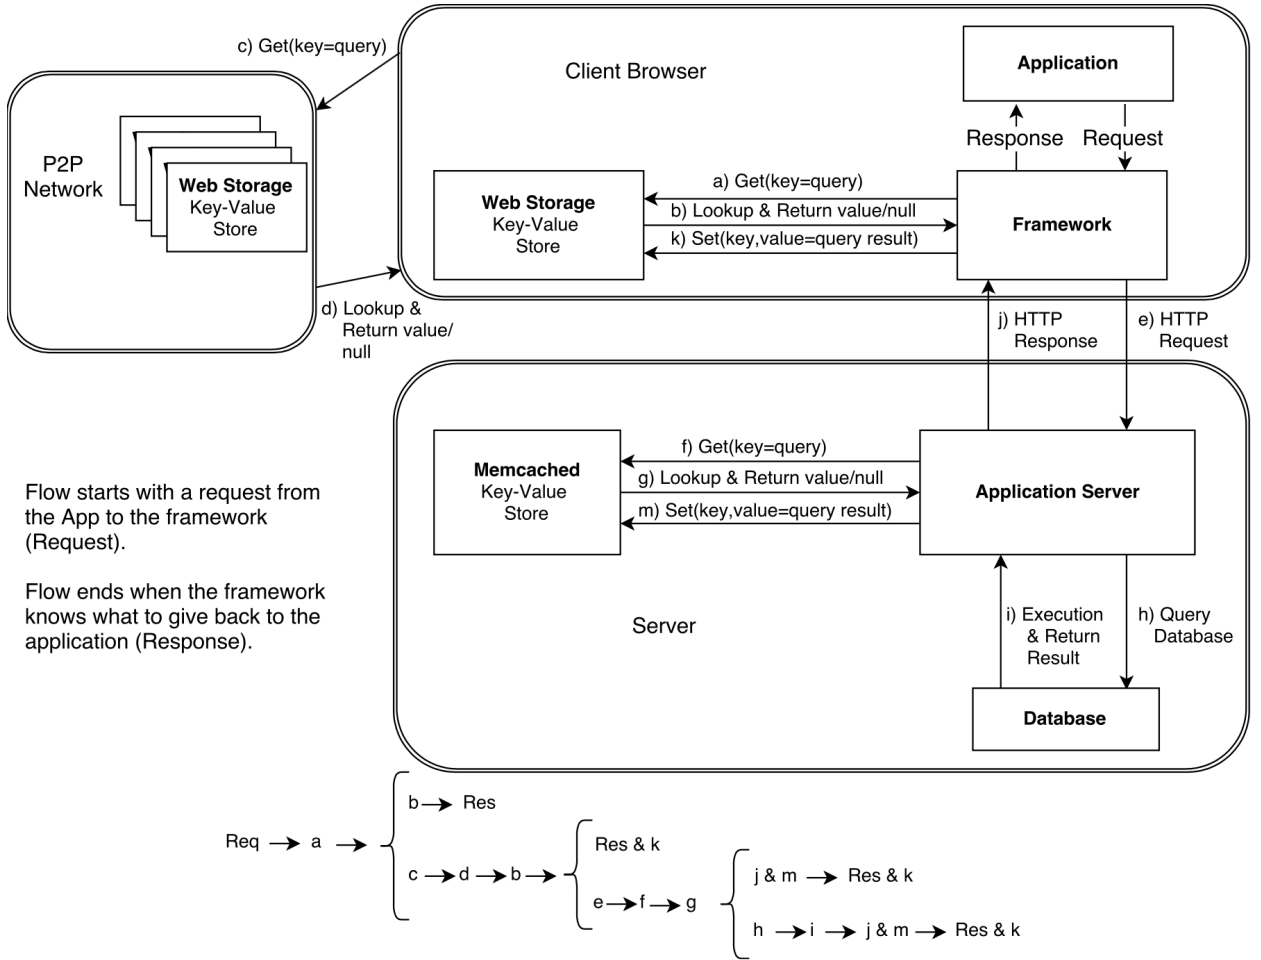 c) Get(key=query)
Client Browser
Application
Response
Request
P2P
Network
Web Storage
Key-Value
Store
Web Storage
Key-Value
Store
a) Get(key=query)
b) Lookup & Return value/null
k) Set(key,value=query result)
Framework
d) Lookup &
Return value/
null
j) HTTP
Response
e) HTTP
Request
Memcached
Key-Value
Store
f) Get(key=query)
g) Lookup & Return value/null
m) Set(key,value=query result)
Application Server
Flow starts with a request from
the App to the framework
(Request).
Flow ends when the framework
knows what to give back to the
application (Response).
Server
i) Execution
& Return
Result
h) Query
Database
Database
b Res
Req a
Res & k
c d b
j & m Res & k
e f g
h i j & m Res & k